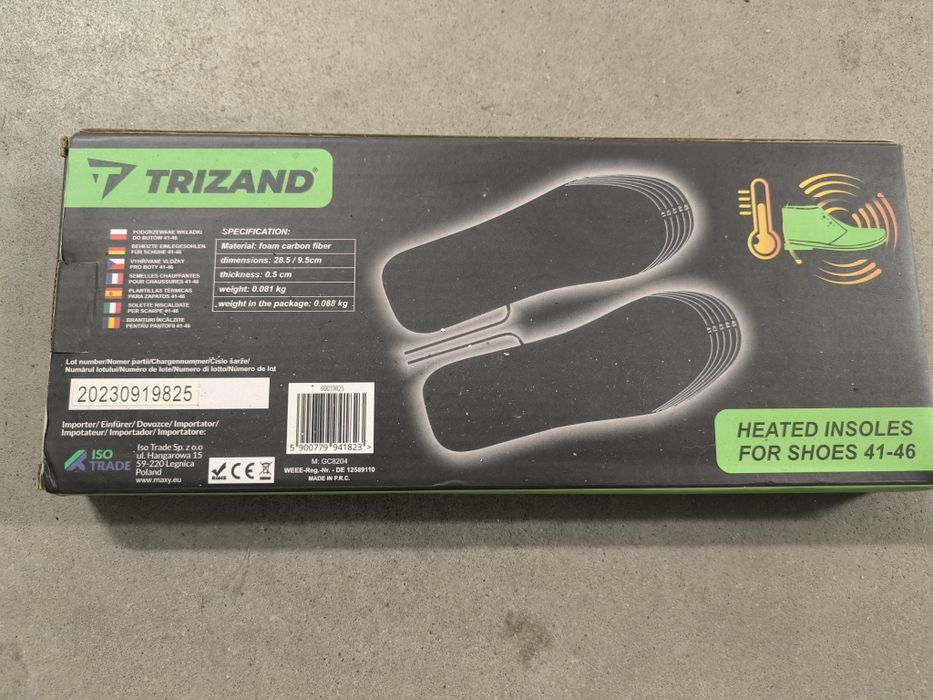 TRIZAND®
PODGRZEWANE WKŁADKI
DO BUTÓW 41-46
BEHEIZTE EINLEGESOHLEN
FÜR SCHUHE 41-46
VYHŘÍVANÉ VLOŽKY
PRO BOTY 41-46
SEMELLES CHAUFFANTES
POUR CHAUSSURES 41-46
PLANTILLAS TÉRMICAS
PARA ZAPATOS 41-46
SOLETTE RISCALDATE
PER SCARPE 41-46
BRANȚURI ÎNCĂLZITE
PENTRU PANTOFII 41-46
SPECIFICATION:
Material: foam carbon fiber
dimensions: 28.5 / 9.5cm
thickness: 0.5 cm
weight: 0.081 kg
weight in the package: 0.088 kg
Lot number/Numer partii/Chargennummer/Číslo šarže/
Numărul lotului/Numéro de lote/Numero di lotto/Número de lot
20230919825
Importer/ Einfürer/ Dovozce/ Importator/
Impotateur/ Importador/ Importatore:
ISO
TRADE
Iso Trade Sp. z o.o
ul. Hangarowa 15
59-220 Legnica
Poland
www.maxy.eu
RoHS CE
00019825
5 900779 941823 >
M: GC8204
WEEE-Reg.-Nr. - DE 12589110
MADE IN P.R.C.
HEATED INSOLES
FOR SHOES 41-46